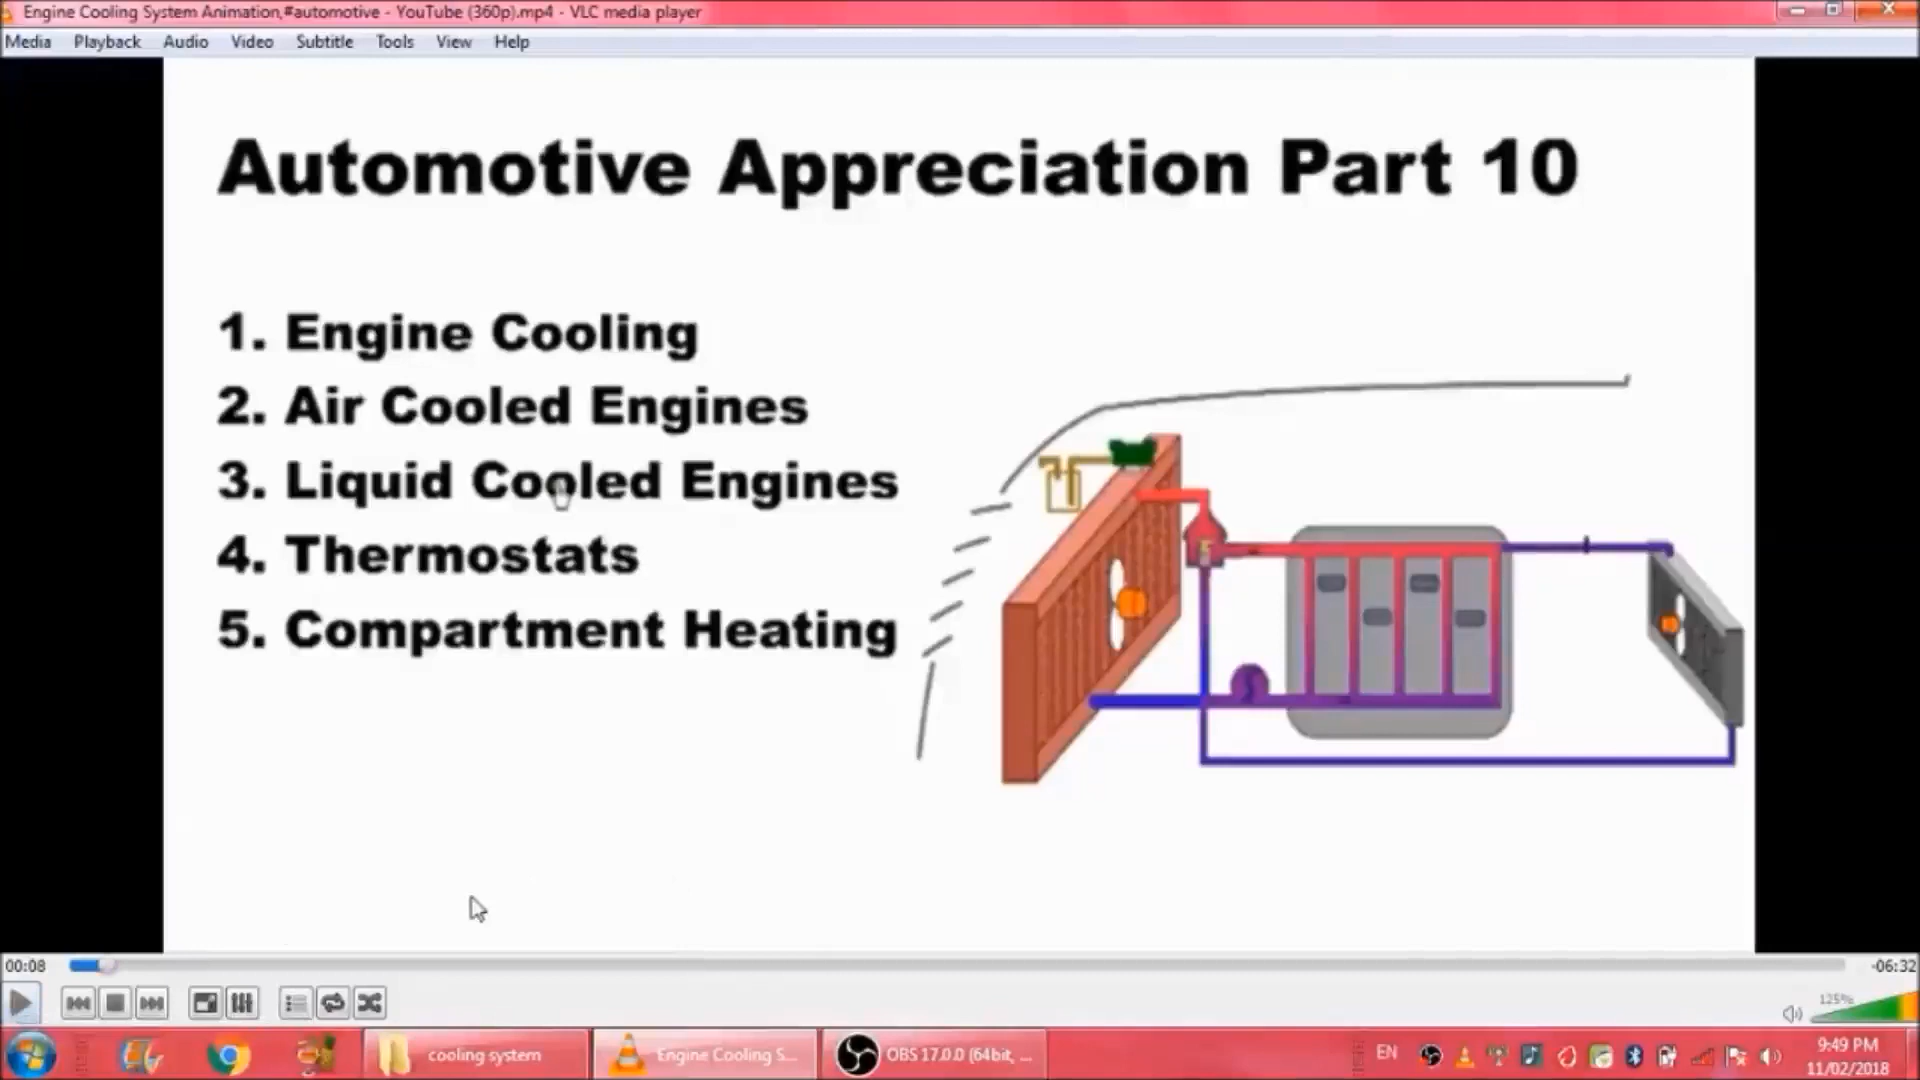 Engine Cooling System Animation,#automotive - YouTube (360p).mp4 - VLC media player
Media Playback Audio Video Subtitle Tools View Help
Automotive Appreciation Part 10
1. Engine Cooling
2. Air Cooled Engines
3. Liquid Cooled Engines
4. Thermostats
5. Compartment Heating
00:08
-06:32
125%
cooling system
Engine Cooling S...
OBS 17.0.0 (64bit, ...
EN
9:49 PM
11/02/2018